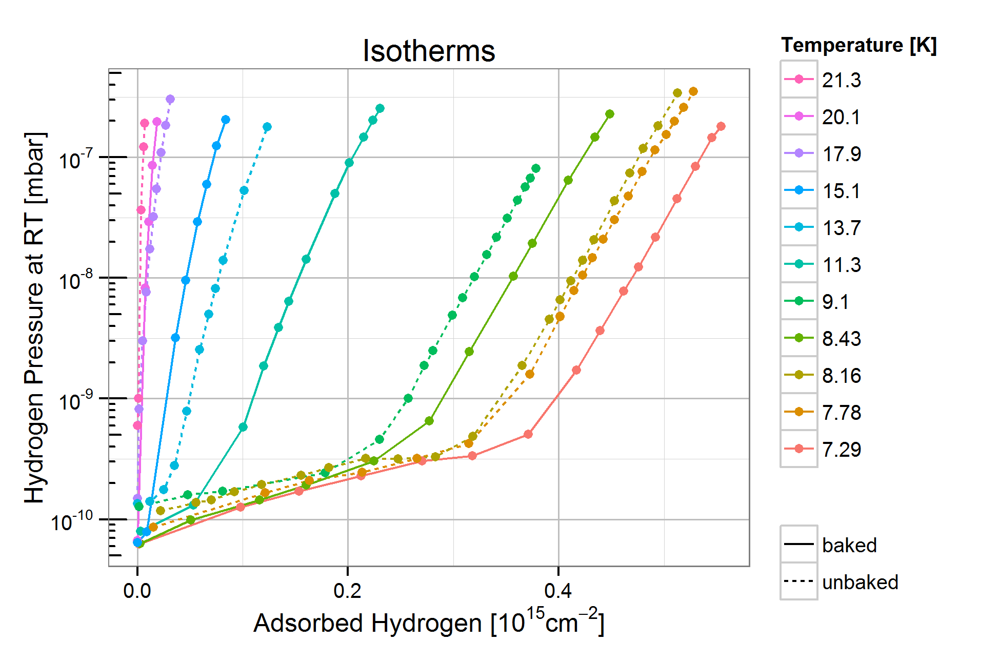 Isotherms
Hydrogen Pressure at RT [mbar]
10⁻⁷
10⁻⁸
10⁻⁹
10⁻¹⁰
0.0 0.2 0.4
Adsorbed Hydrogen [10¹⁵cm⁻²]
Temperature [K]
21.3
20.1
17.9
15.1
13.7
11.3
9.1
8.43
8.16
7.78
7.29
baked
unbaked